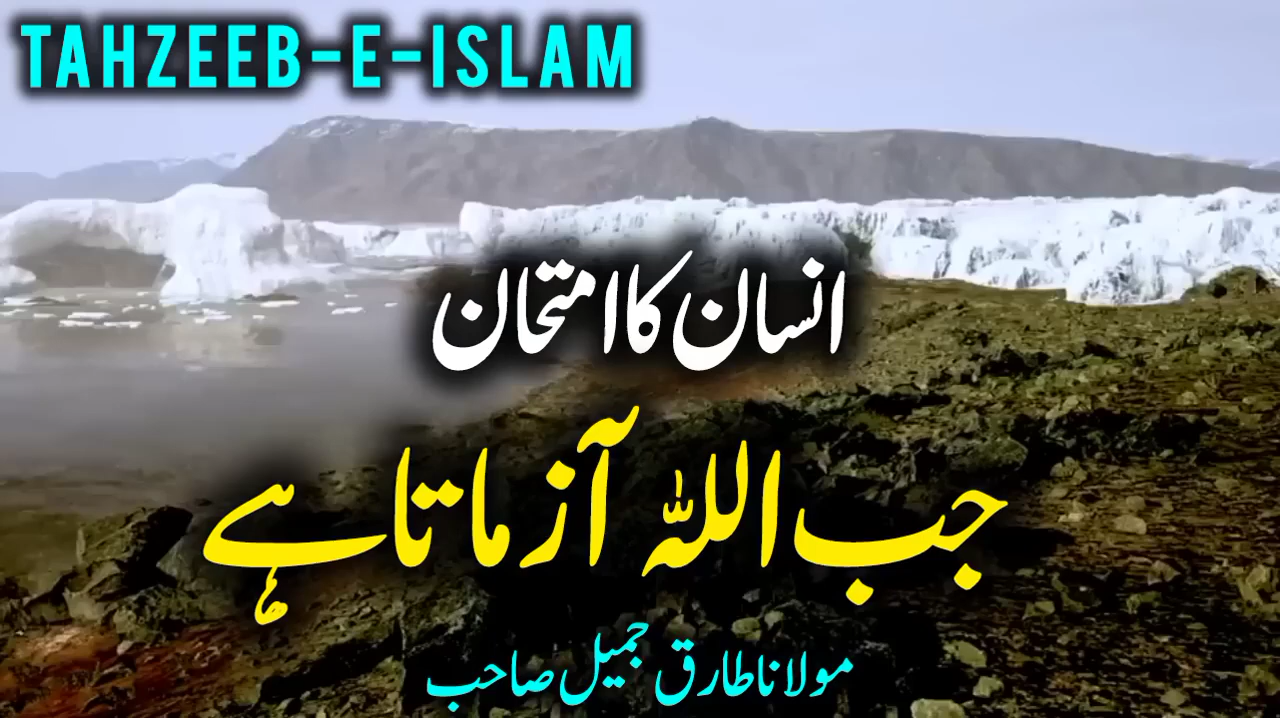 TAHZEEB-E-ISLAM
انسان کا امتحان
جب اللہ آزماتا ہے
مولانا طارق جمیل صاحب